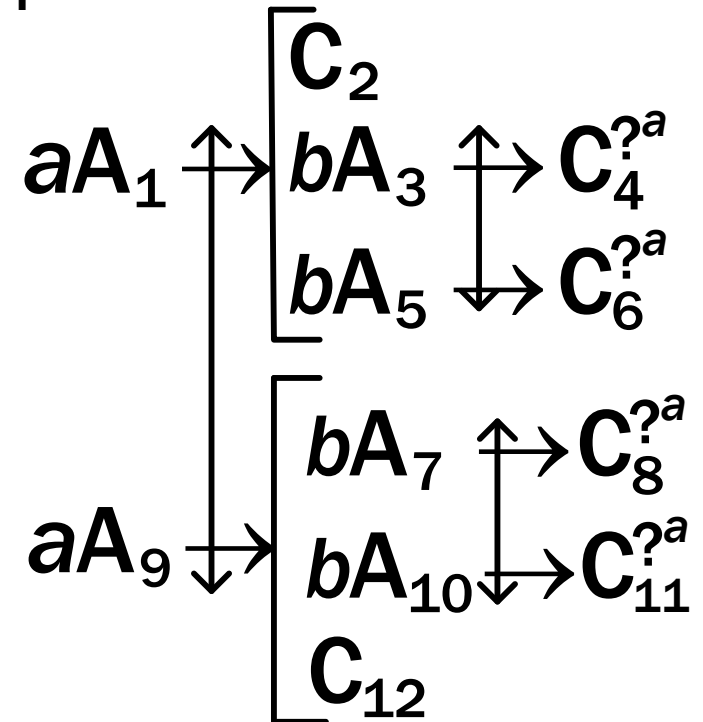 C₂
aA₁ bA₃ C₄?ᵃ
bA₅ C₆?ᵃ
bA₇ C₈?ᵃ
aA₉ bA₁₀ C₁₁?ᵃ
C₁₂